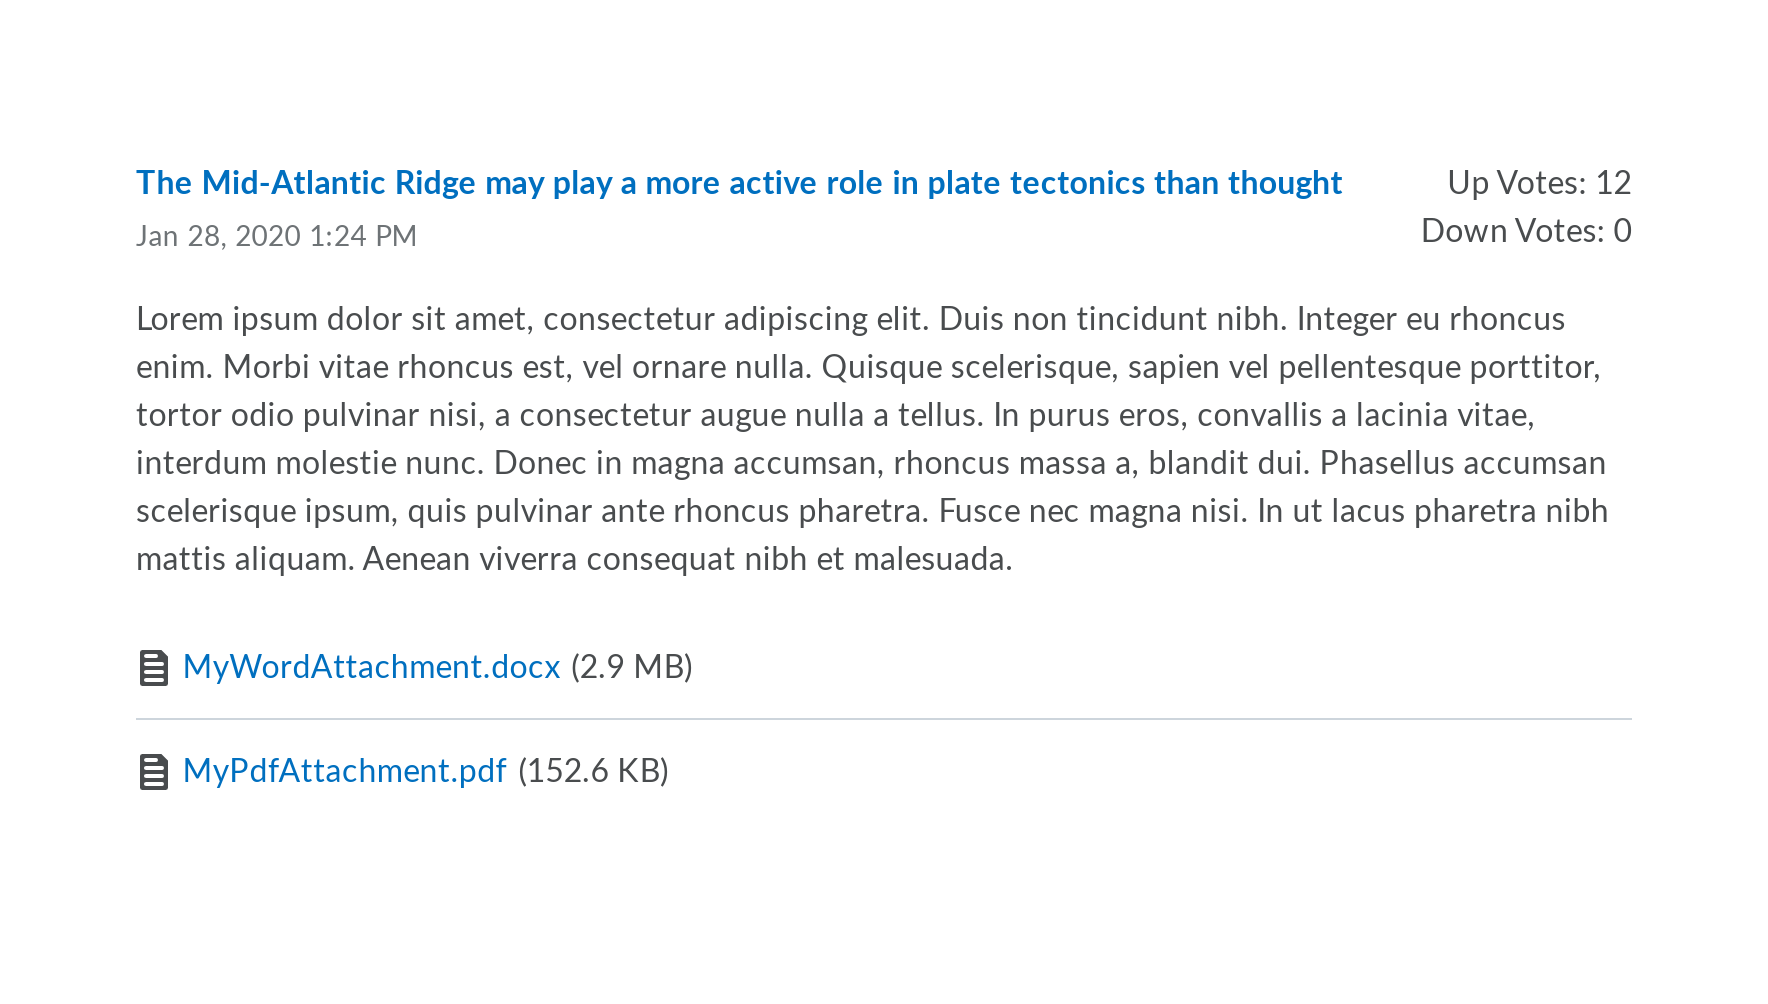 The Mid-Atlantic Ridge may play a more active role in plate tectonics than thought
Up Votes: 12
Jan 28, 2020 1:24 PM
Down Votes: 0
Lorem ipsum dolor sit amet, consectetur adipiscing elit. Duis non tincidunt nibh. Integer eu rhoncus
enim. Morbi vitae rhoncus est, vel ornare nulla. Quisque scelerisque, sapien vel pellentesque porttitor,
tortor odio pulvinar nisi, a consectetur augue nulla a tellus. In purus eros, convallis a lacinia vitae,
interdum molestie nunc. Donec in magna accumsan, rhoncus massa a, blandit dui. Phasellus accumsan
scelerisque ipsum, quis pulvinar ante rhoncus pharetra. Fusce nec magna nisi. In ut lacus pharetra nibh
mattis aliquam. Aenean viverra consequat nibh et malesuada.
MyWordAttachment.docx (2.9 MB)
MyPdfAttachment.pdf (152.6 KB)